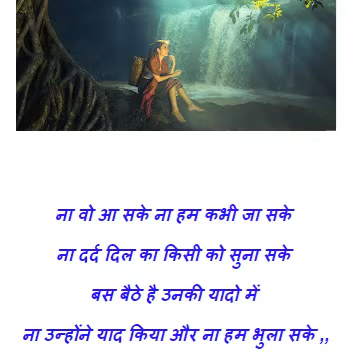 ना वो आ सके ना हम कभी जा सके
ना दर्द दिल का किसी को सुना सके
बस बैठे है उनकी यादो में
ना उन्होंने याद किया और ना हम भुला सके ,,